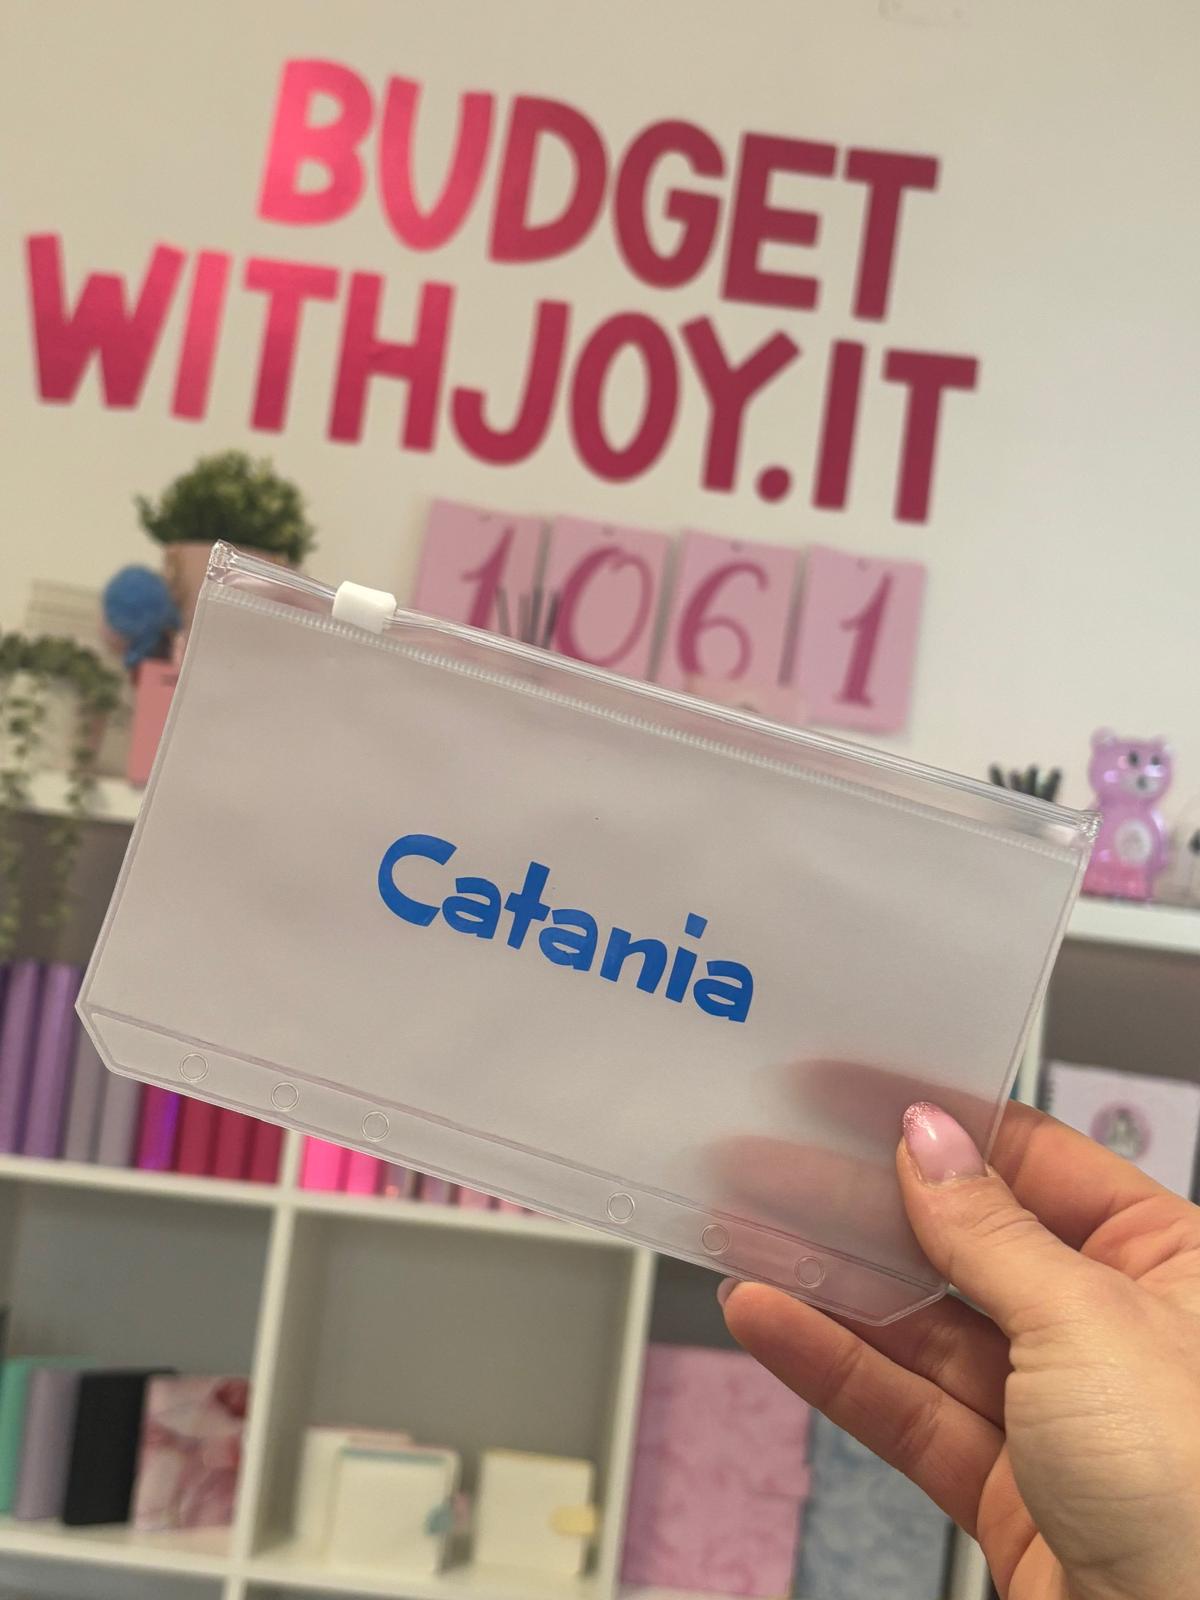 BUDGET
WITHJOY.IT
1061
Catania